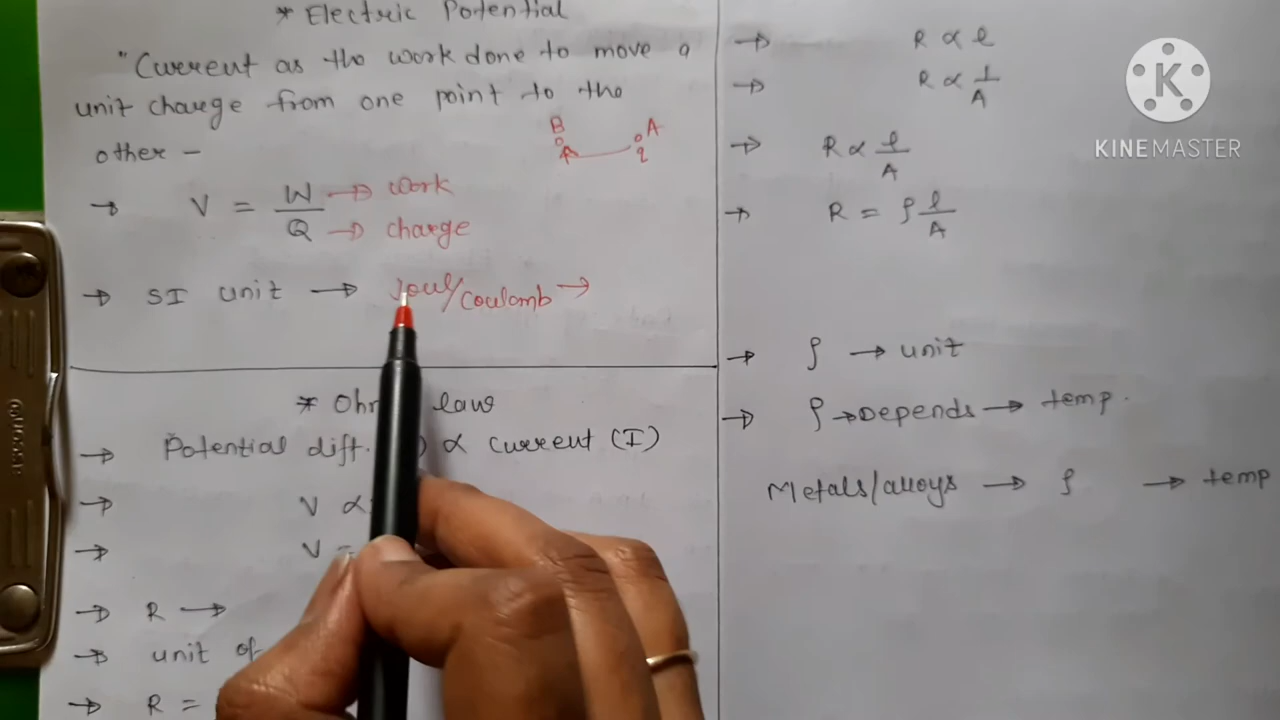 * Electric Potential
"Current as the work done to move a
unit charge from one point to the
other -
B A
A q
→ V = W → work
Q → charge
→ SI unit → Joul/coulomb →
* Ohm law
→ Potential diff. ∝ current (I)
→ V ∝
→ V =
→ R →
→ unit of
→ R =
→ R ∝ l
→ R ∝ 1/A
→ R ∝ l/A
→ R = ρ l/A
→ ρ → unit
→ ρ → Depends → temp.
Metals/alloys → ρ → temp
K
KINEMASTER